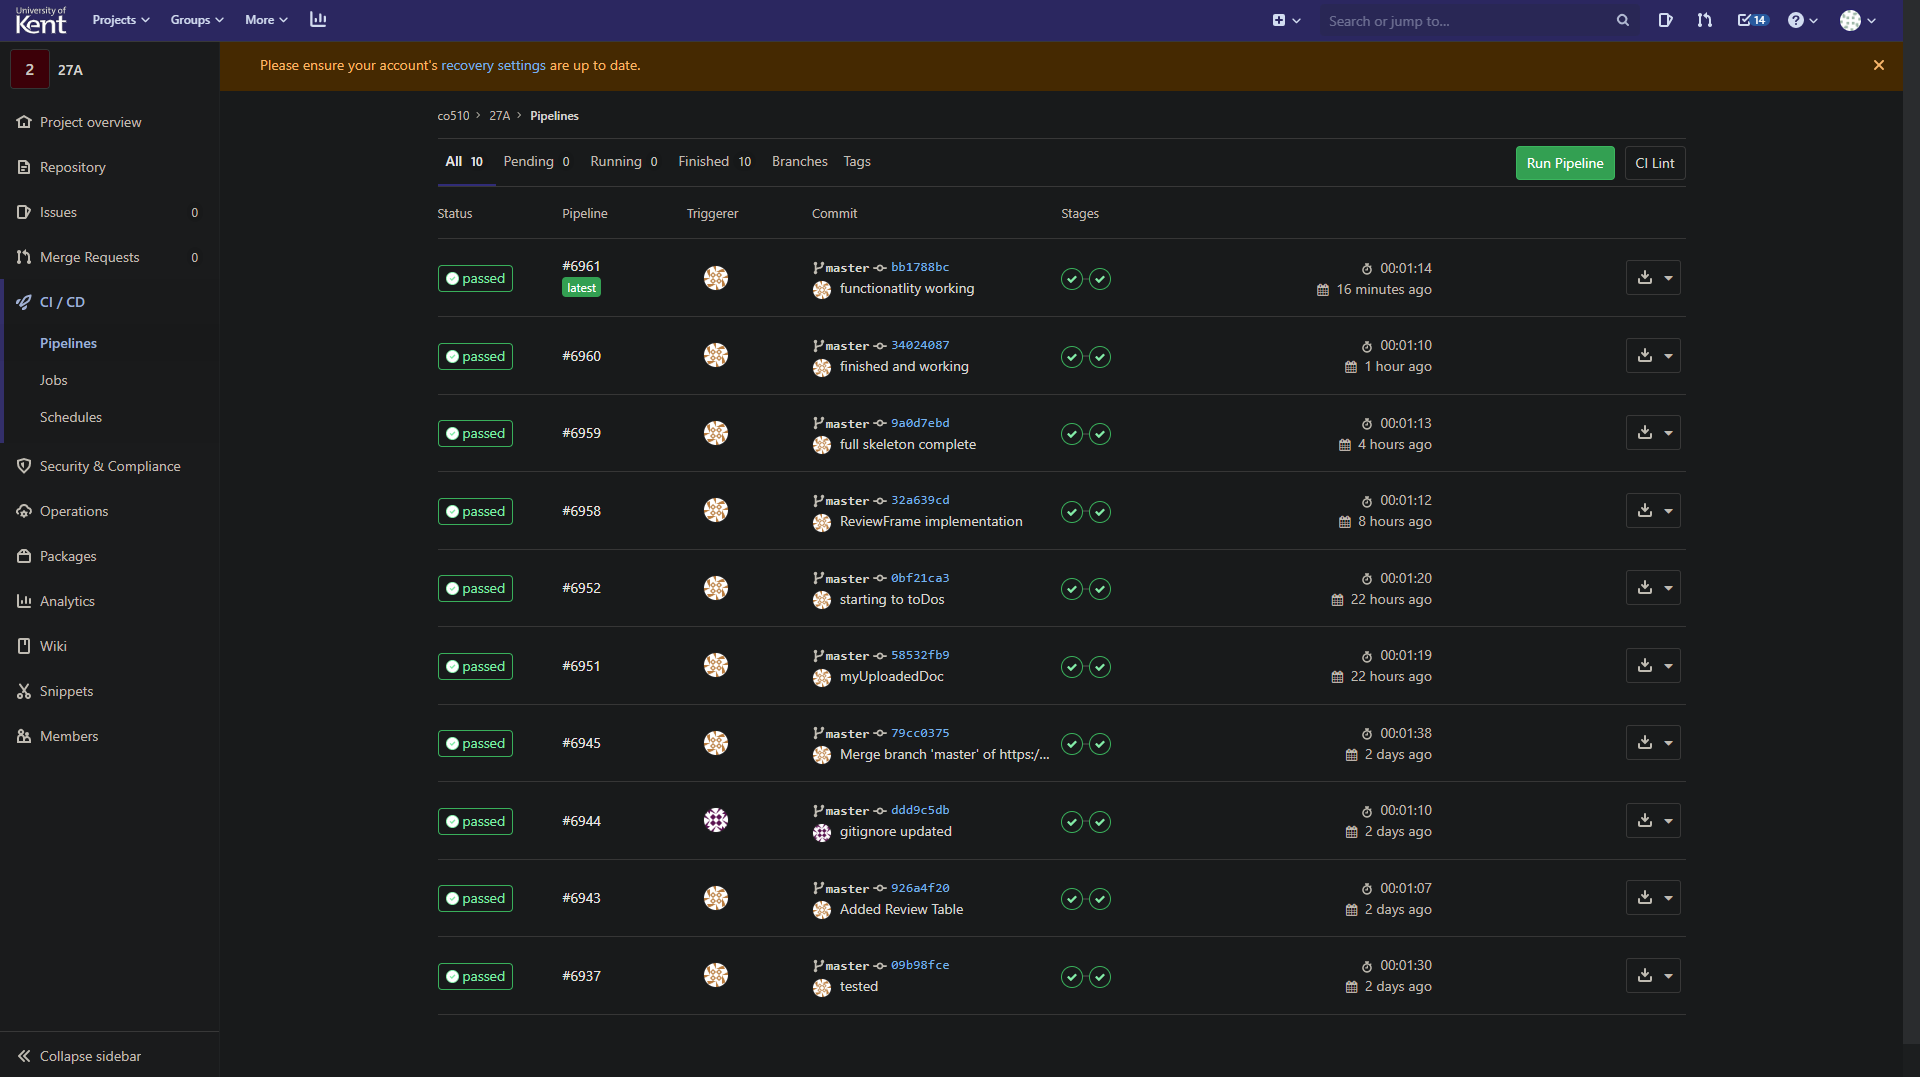 University of
Kent
Projects
Groups
More
Search or jump to...
14
2 27A
Please ensure your account's recovery settings are up to date.
Project overview
Repository
Issues 0
Merge Requests 0
CI / CD
Pipelines
Jobs
Schedules
Security & Compliance
Operations
Packages
Analytics
Wiki
Snippets
Members
Collapse sidebar
co510 > 27A > Pipelines
All 10 Pending 0 Running 0 Finished 10 Branches Tags
Run Pipeline CI Lint
Status Pipeline Triggerer Commit Stages
passed #6961 latest master bb1788bc 00:01:14
functionatlity working 16 minutes ago
passed #6960 master 34024087 00:01:10
finished and working 1 hour ago
passed #6959 master 9a0d7ebd 00:01:13
full skeleton complete 4 hours ago
passed #6958 master 32a639cd 00:01:12
ReviewFrame implementation 8 hours ago
passed #6952 master 0bf21ca3 00:01:20
starting to toDos 22 hours ago
passed #6951 master 58532fb9 00:01:19
myUploadedDoc 22 hours ago
passed #6945 master 79cc0375 00:01:38
Merge branch 'master' of https:/... 2 days ago
passed #6944 master ddd9c5db 00:01:10
gitignore updated 2 days ago
passed #6943 master 926a4f20 00:01:07
Added Review Table 2 days ago
passed #6937 master 09b98fce 00:01:30
tested 2 days ago